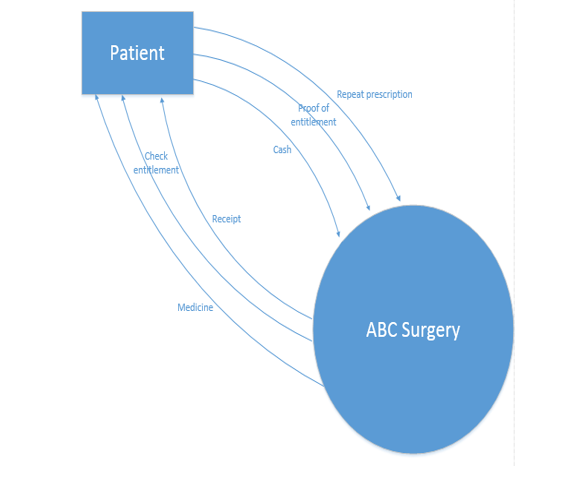 Patient
Repeat prescription
Proof of
entitlement
Cash
Check
entitlement
Receipt
Medicine
ABC Surgery